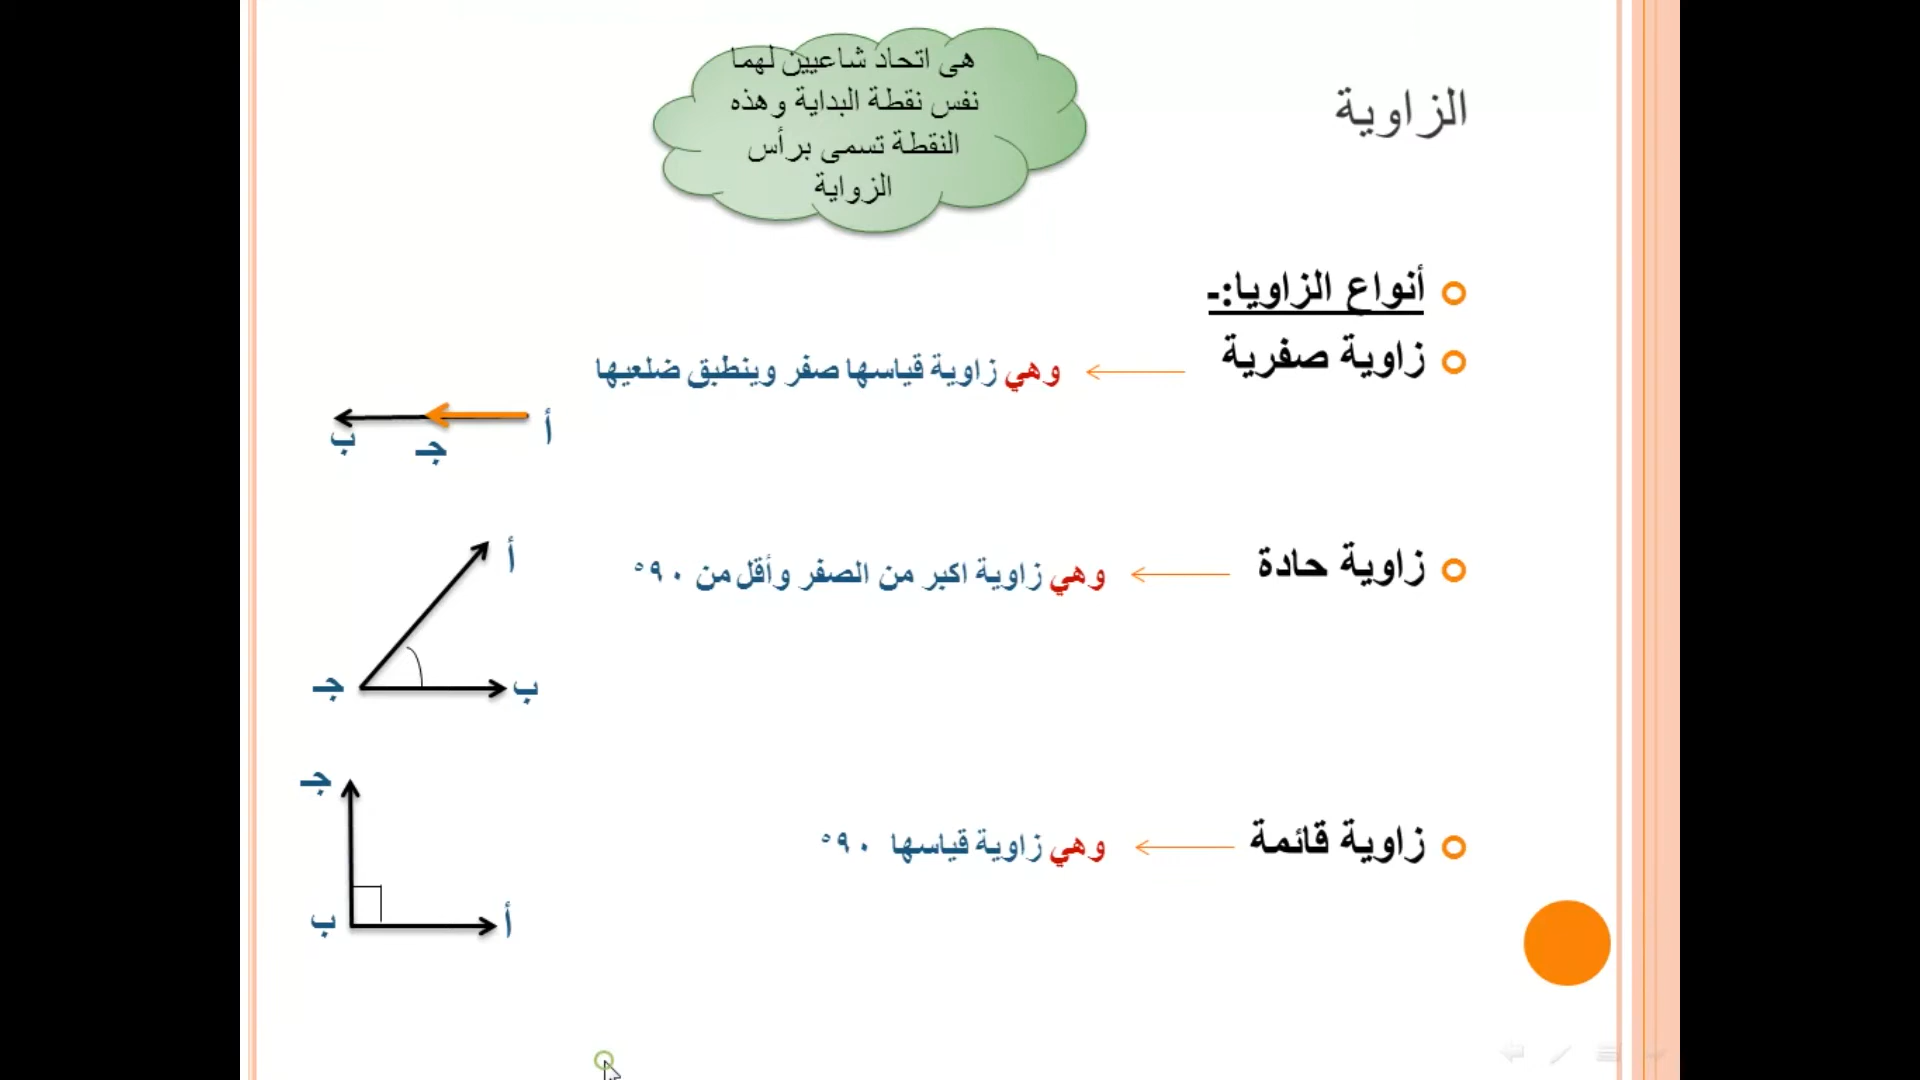 الزاوية
هى اتحاد شاعيين لهما
نفس نقطة البداية وهذه
النقطة تسمى برأس
الزواية
أنواع الزاويا:-
زاوية صفرية
وهي زاوية قياسها صفر وينطبق ضلعيها
أ
ب
جـ
زاوية حادة
وهي زاوية اكبر من الصفر وأقل من ٩٠°
أ
جـ
ب
زاوية قائمة
وهي زاوية قياسها ٩٠°
جـ
ب
أ